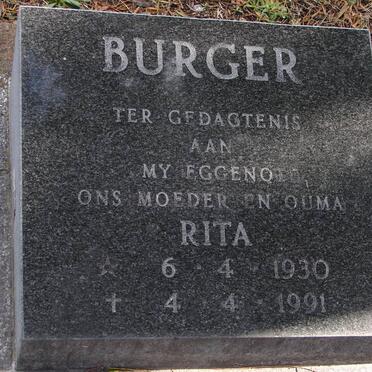 BURGER
TER GEDAGTENIS
AAN
MY EGGENOTE,
ONS MOEDER EN OUMA
RITA
☆ 6 · 4 · 1930
† 4 · 4 · 1991